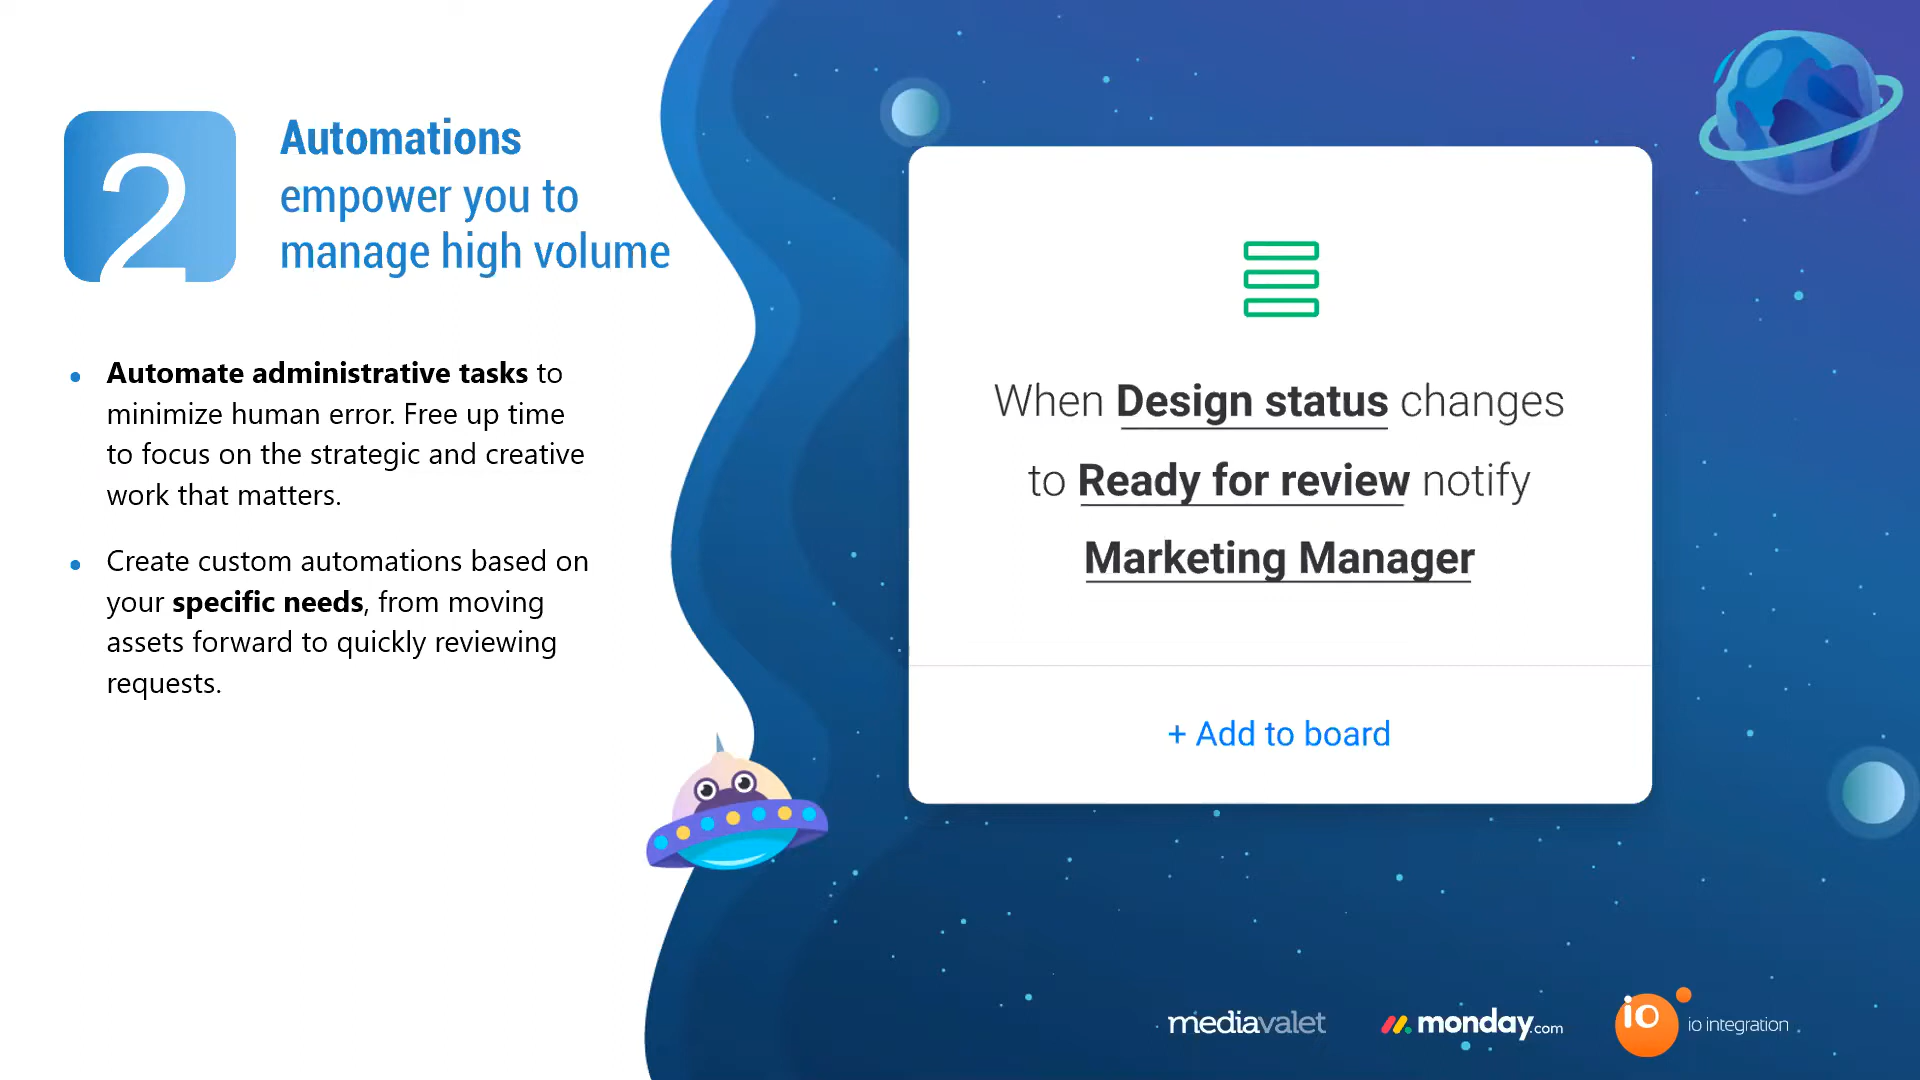 2
Automations
empower you to
manage high volume
• Automate administrative tasks to
minimize human error. Free up time
to focus on the strategic and creative
work that matters.
• Create custom automations based on
your specific needs, from moving
assets forward to quickly reviewing
requests.
When Design status changes
to Ready for review notify
Marketing Manager
+ Add to board
mediavalet
monday.com
io io integration